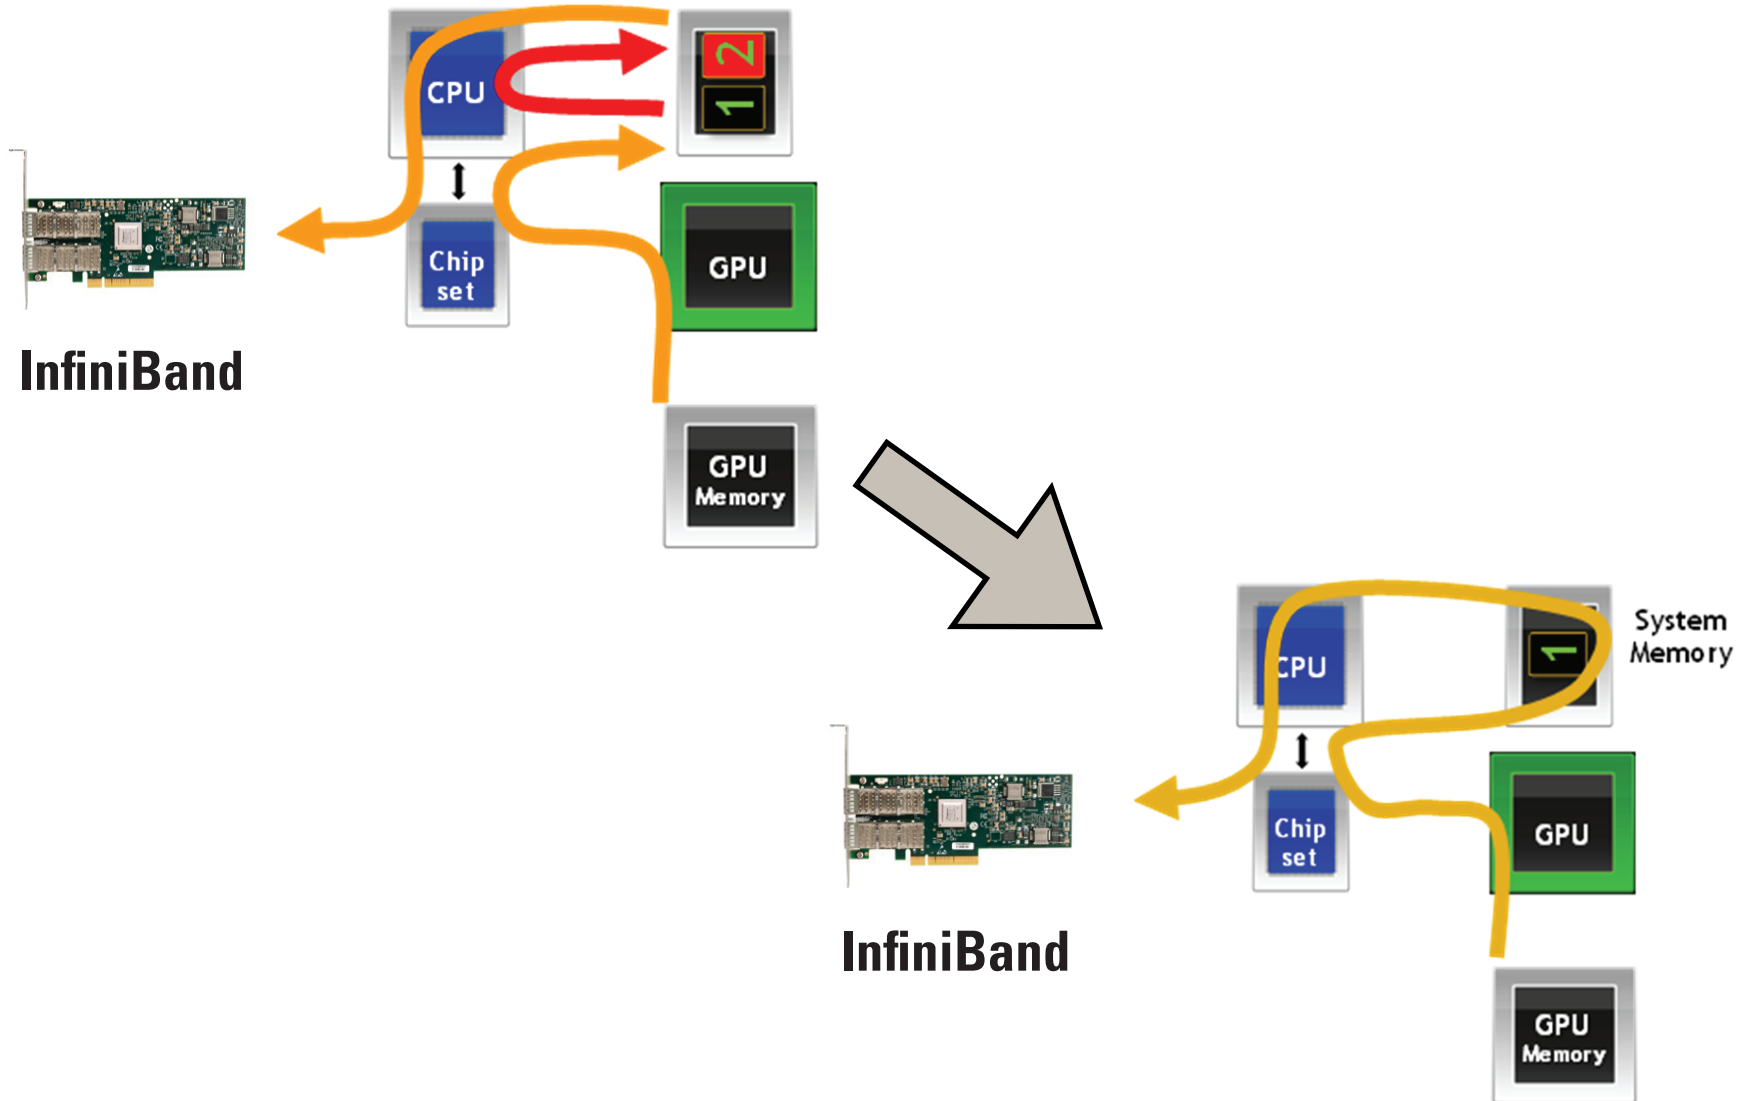 2
1
CPU
Chip
set
GPU
InfiniBand
GPU
Memory
System
Memory
1
CPU
Chip
set
GPU
InfiniBand
GPU
Memory